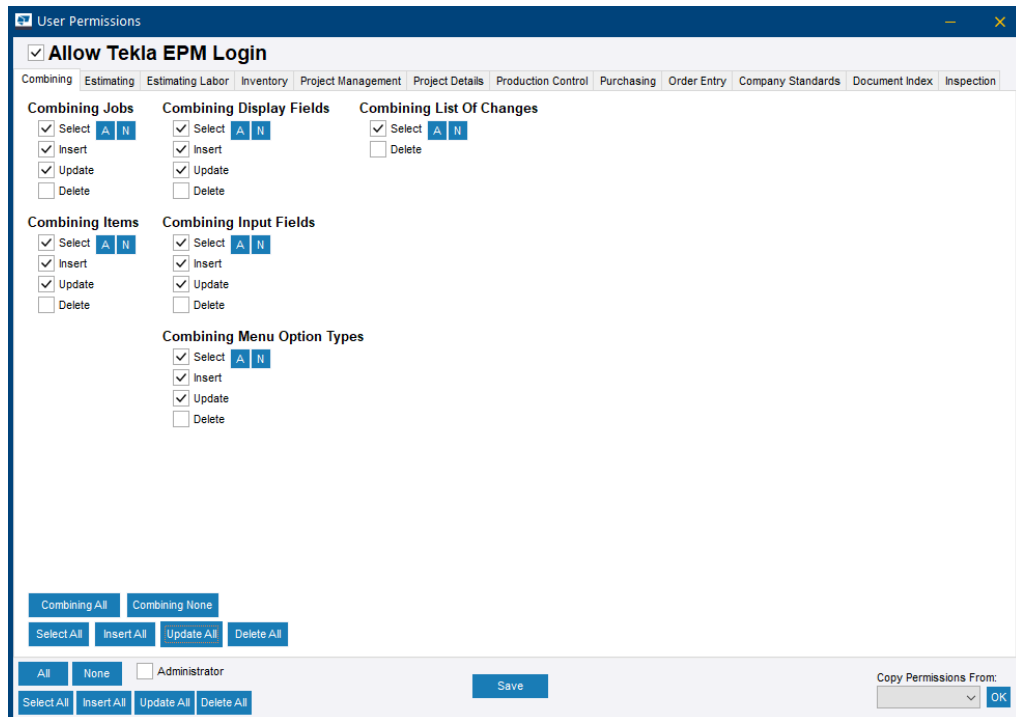 User Permissions
Allow Tekla EPM Login
Combining Estimating Estimating Labor Inventory Project Management Project Details Production Control Purchasing Order Entry Company Standards Document Index Inspection
Combining Jobs Combining Display Fields Combining List Of Changes
Select A N Select A N Select A N
Insert Insert Delete
Update Update
Delete Delete
Combining Items Combining Input Fields
Select A N Select A N
Insert Insert
Update Update
Delete Delete
Combining Menu Option Types
Select A N
Insert
Update
Delete
Combining All Combining None
Select All Insert All Update All Delete All
All None Administrator
Save
Copy Permissions From:
Select All Insert All Update All Delete All
OK